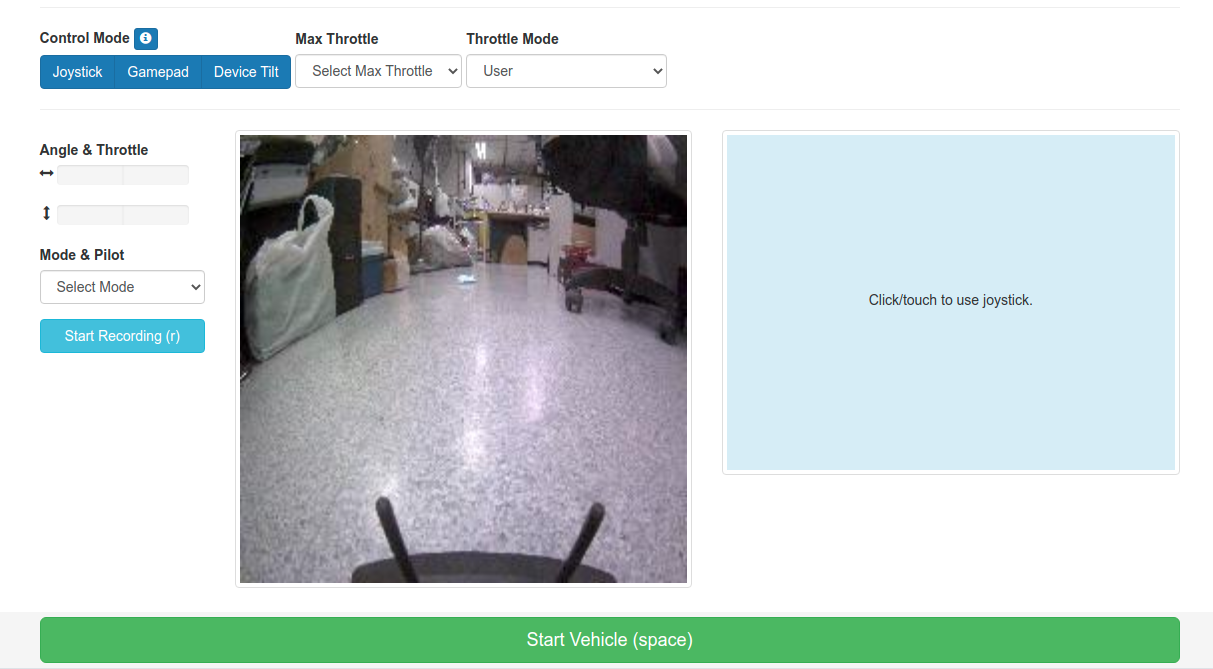 Control Mode
Max Throttle
Throttle Mode
Joystick
Gamepad
Device Tilt
Select Max Throttle
User
Angle & Throttle
Mode & Pilot
Select Mode
Start Recording (r)
Click/touch to use joystick.
Start Vehicle (space)